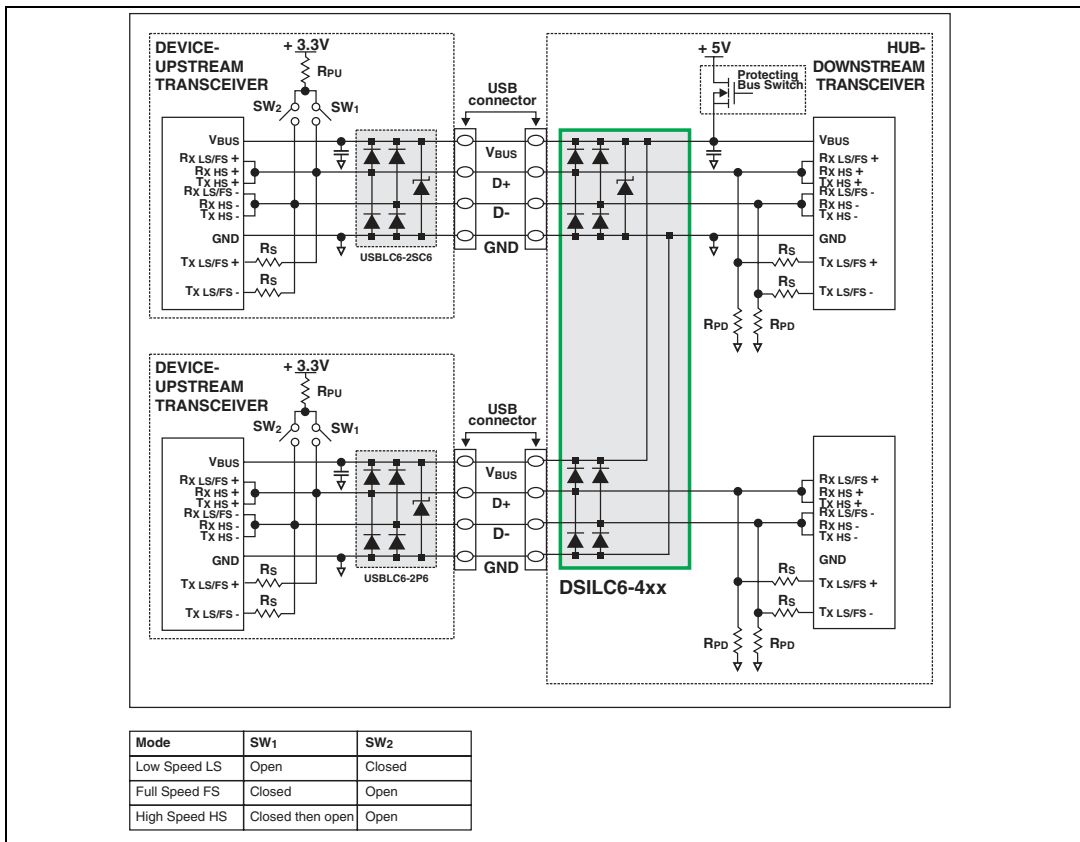 DEVICE-
UPSTREAM
TRANSCEIVER
+ 3.3V
RPU
SW2
SW1
VBUS
RX LS/FS +
RX HS +
TX HS +
RX LS/FS -
RX HS -
TX HS -
GND
TX LS/FS +
TX LS/FS -
RS
RS
USBLC6-2SC6
USB
connector
VBUS
D+
D-
GND
+ 5V
Protecting
Bus Switch
HUB-
DOWNSTREAM
TRANSCEIVER
VBUS
RX LS/FS +
RX HS +
TX HS +
RX LS/FS -
RX HS -
TX HS -
GND
TX LS/FS +
TX LS/FS -
RS
RS
RPD
RPD
DEVICE-
UPSTREAM
TRANSCEIVER
+ 3.3V
RPU
SW2
SW1
VBUS
RX LS/FS +
RX HS +
TX HS +
RX LS/FS -
RX HS -
TX HS -
GND
TX LS/FS +
TX LS/FS -
RS
RS
USBLC6-2P6
USB
connector
VBUS
D+
D-
GND
DSILC6-4xx
RX LS/FS +
RX HS +
TX HS +
RX LS/FS -
RX HS -
TX HS -
GND
TX LS/FS +
TX LS/FS -
RS
RS
RPD
RPD
Mode SW1 SW2
Low Speed LS Open Closed
Full Speed FS Closed Open
High Speed HS Closed then open Open